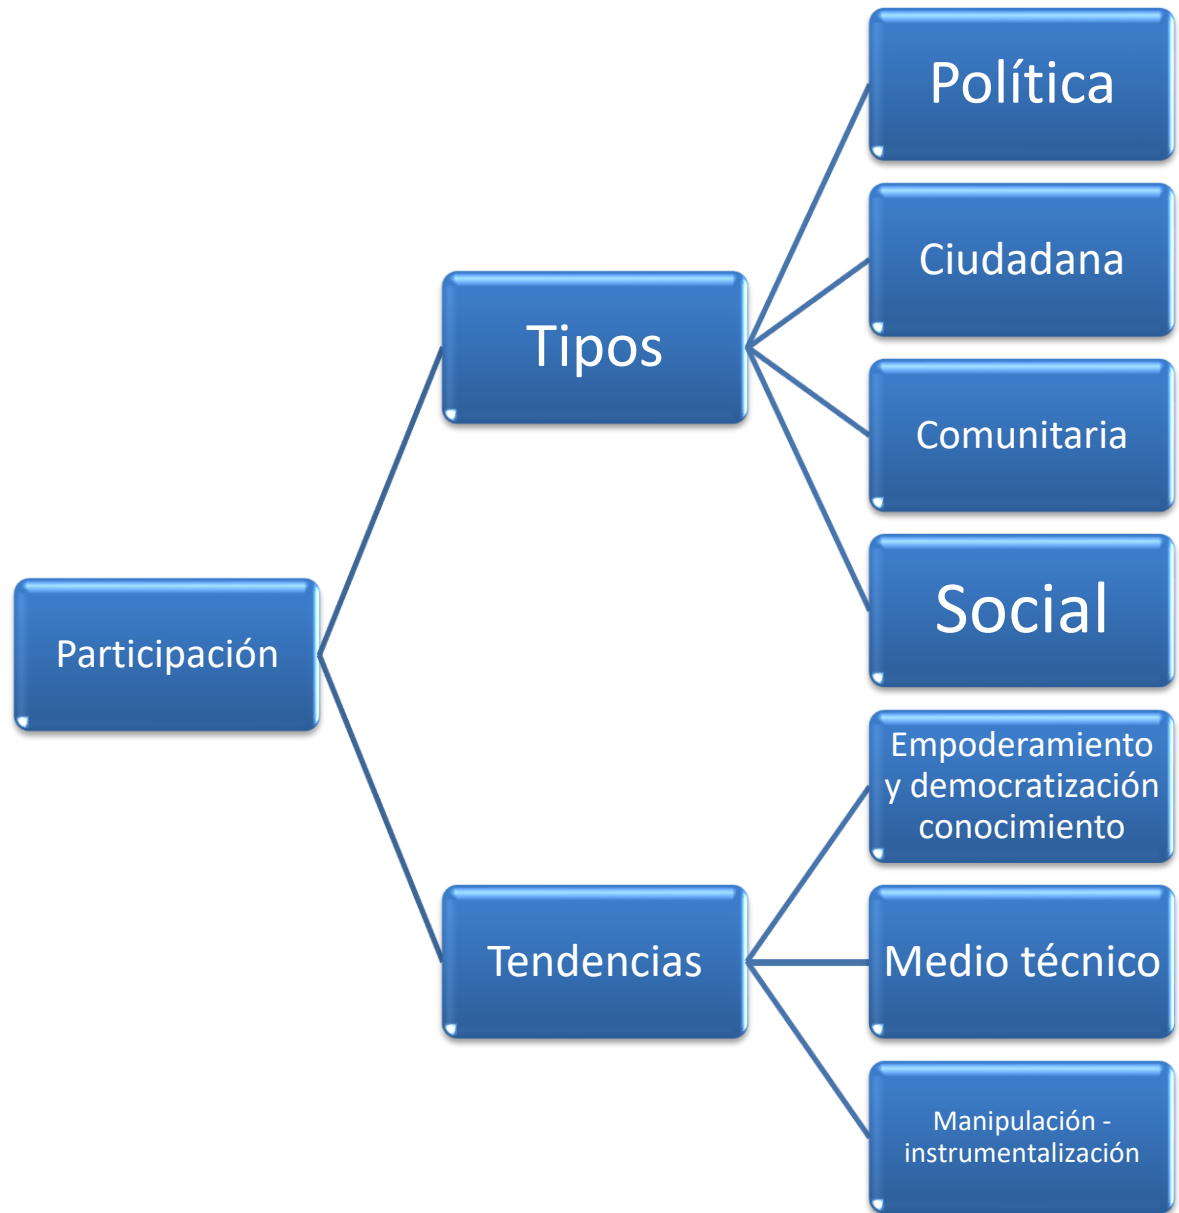 Participación
Tipos
Política
Ciudadana
Comunitaria
Social
Tendencias
Empoderamiento
y democratización
conocimiento
Medio técnico
Manipulación -
instrumentalización